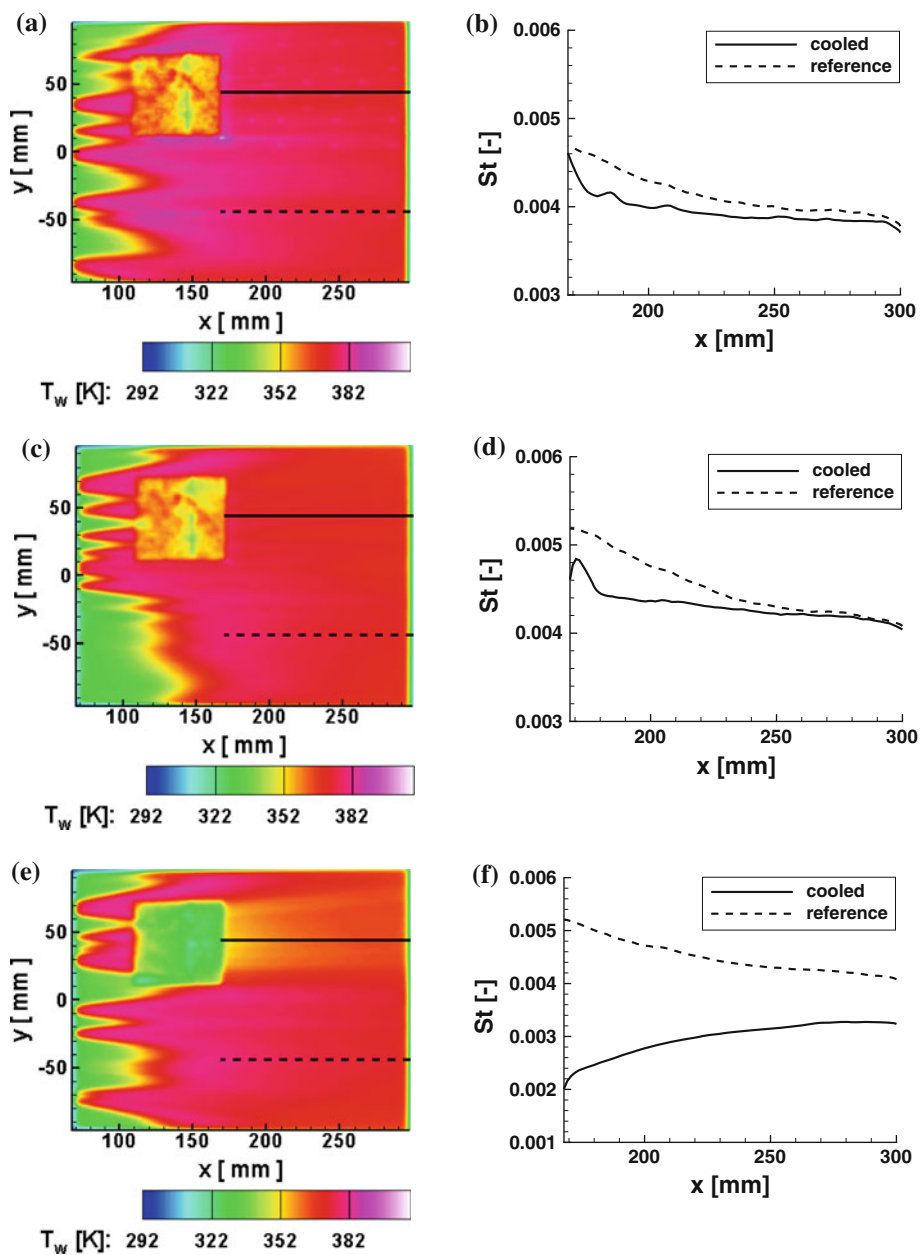 (a)
y [ mm ]
50
0
-50
100
150
200
250
x [ mm ]
T_w [K]: 292 322 352 382
(b)
St [-]
0.006
0.005
0.004
0.003
cooled
reference
200
250
300
x [mm]
(c)
y [ mm ]
50
0
-50
100
150
200
250
x [ mm ]
T_w [K]: 292 322 352 382
(d)
St [-]
0.006
0.005
0.004
0.003
cooled
reference
200
250
300
x [mm]
(e)
y [ mm ]
50
0
-50
100
150
200
250
x [ mm ]
T_w [K]: 292 322 352 382
(f)
St [-]
0.006
0.005
0.004
0.003
0.002
0.001
cooled
reference
200
250
300
x [mm]